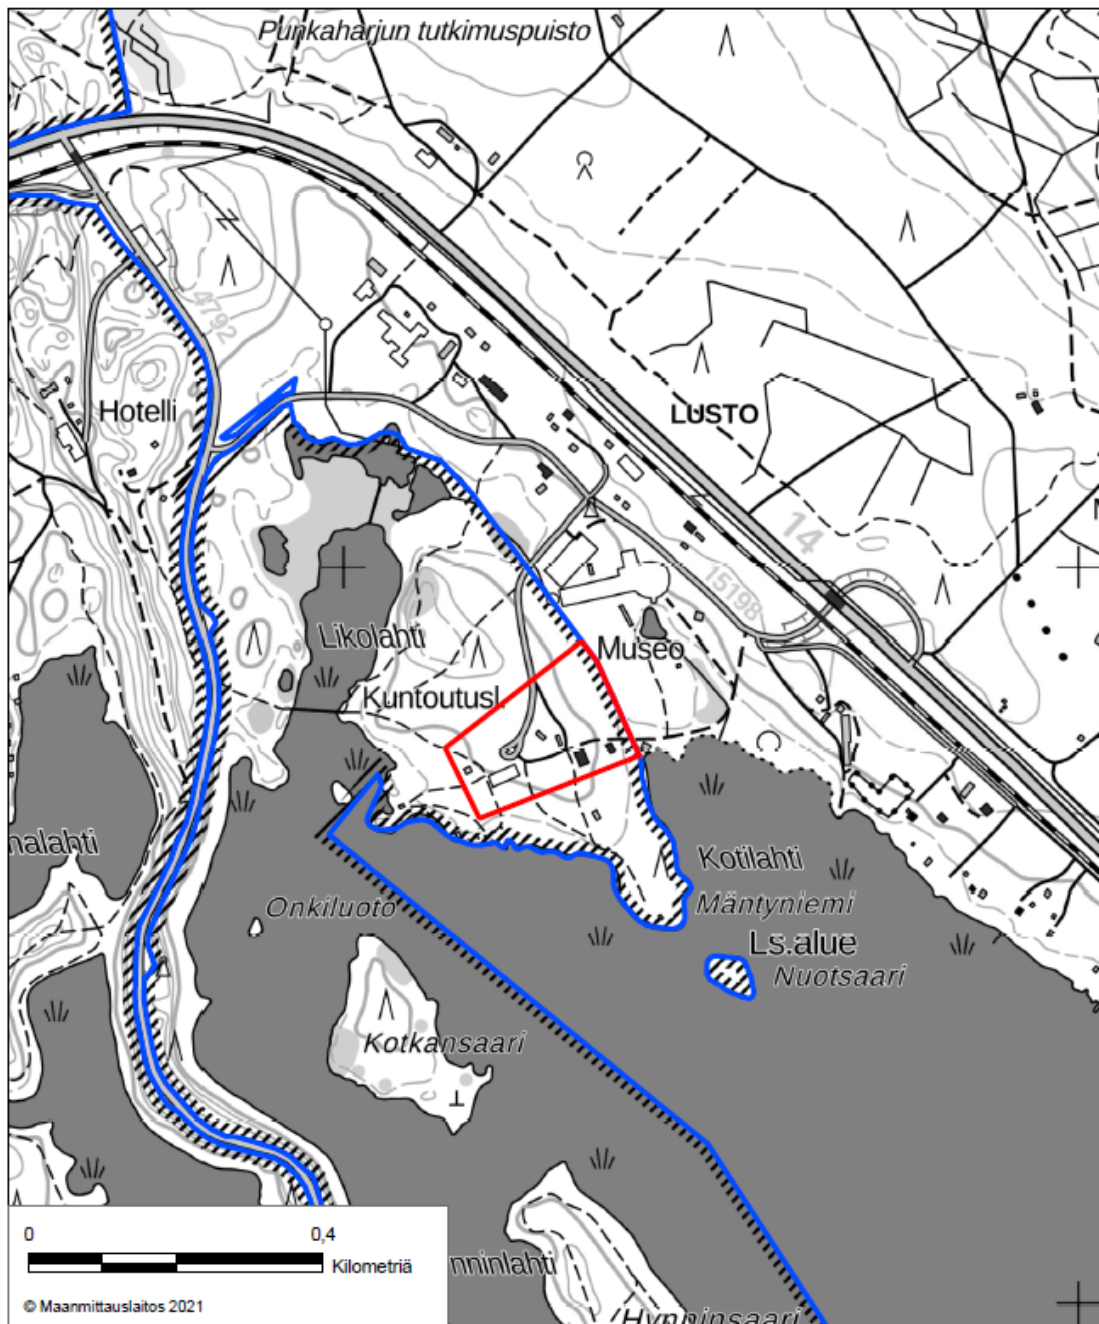 Punkaharjun tutkimuspuisto
4792
Hotelli
LUSTO
14
15198
Likolahti
Museo
Kuntoutusl
nalahti
Kotilahti
Onkiluoto
Mäntyniemi
Ls.alue
Nuotsaari
Kotkansaari
0 0,4
Kilometriä
nninlahti
© Maanmittauslaitos 2021
Hynninsaari